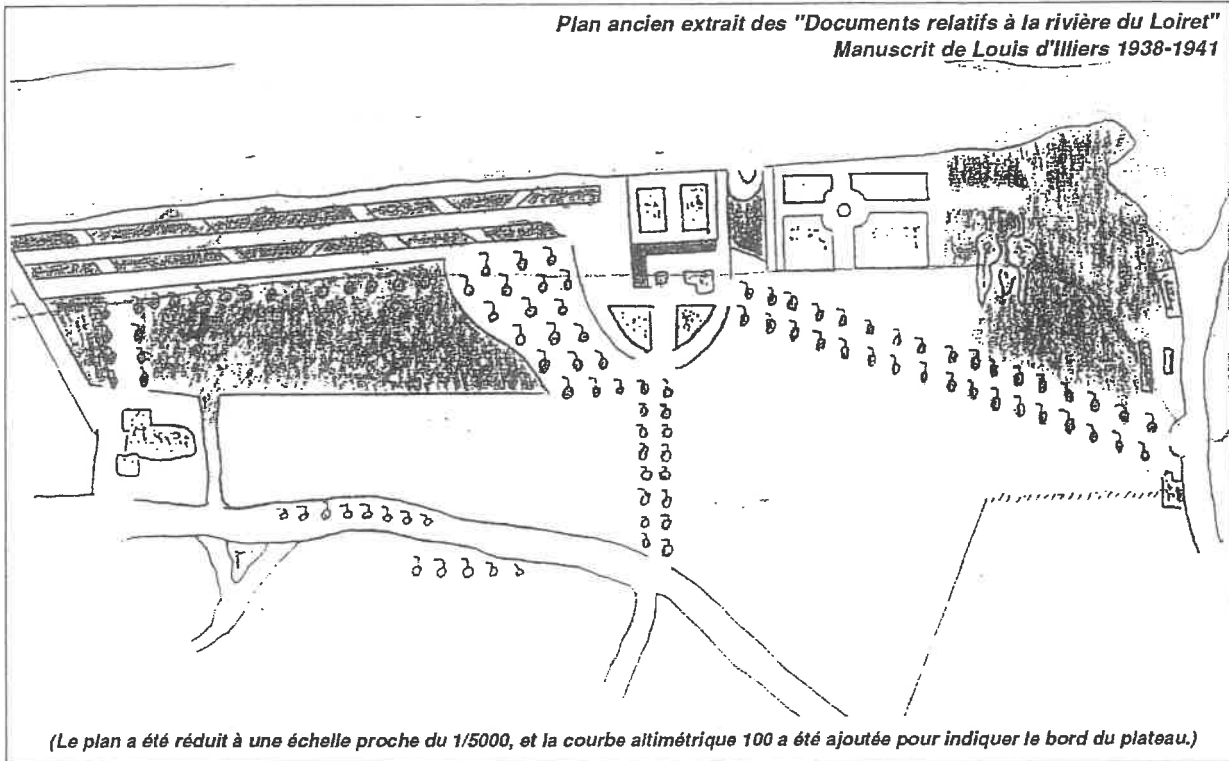 Plan ancien extrait des "Documents relatifs à la rivière du Loiret"
Manuscrit de Louis d'Illiers 1938-1941
(Le plan a été réduit à une échelle proche du 1/5000, et la courbe altimétrique 100 a été ajoutée pour indiquer le bord du plateau.)